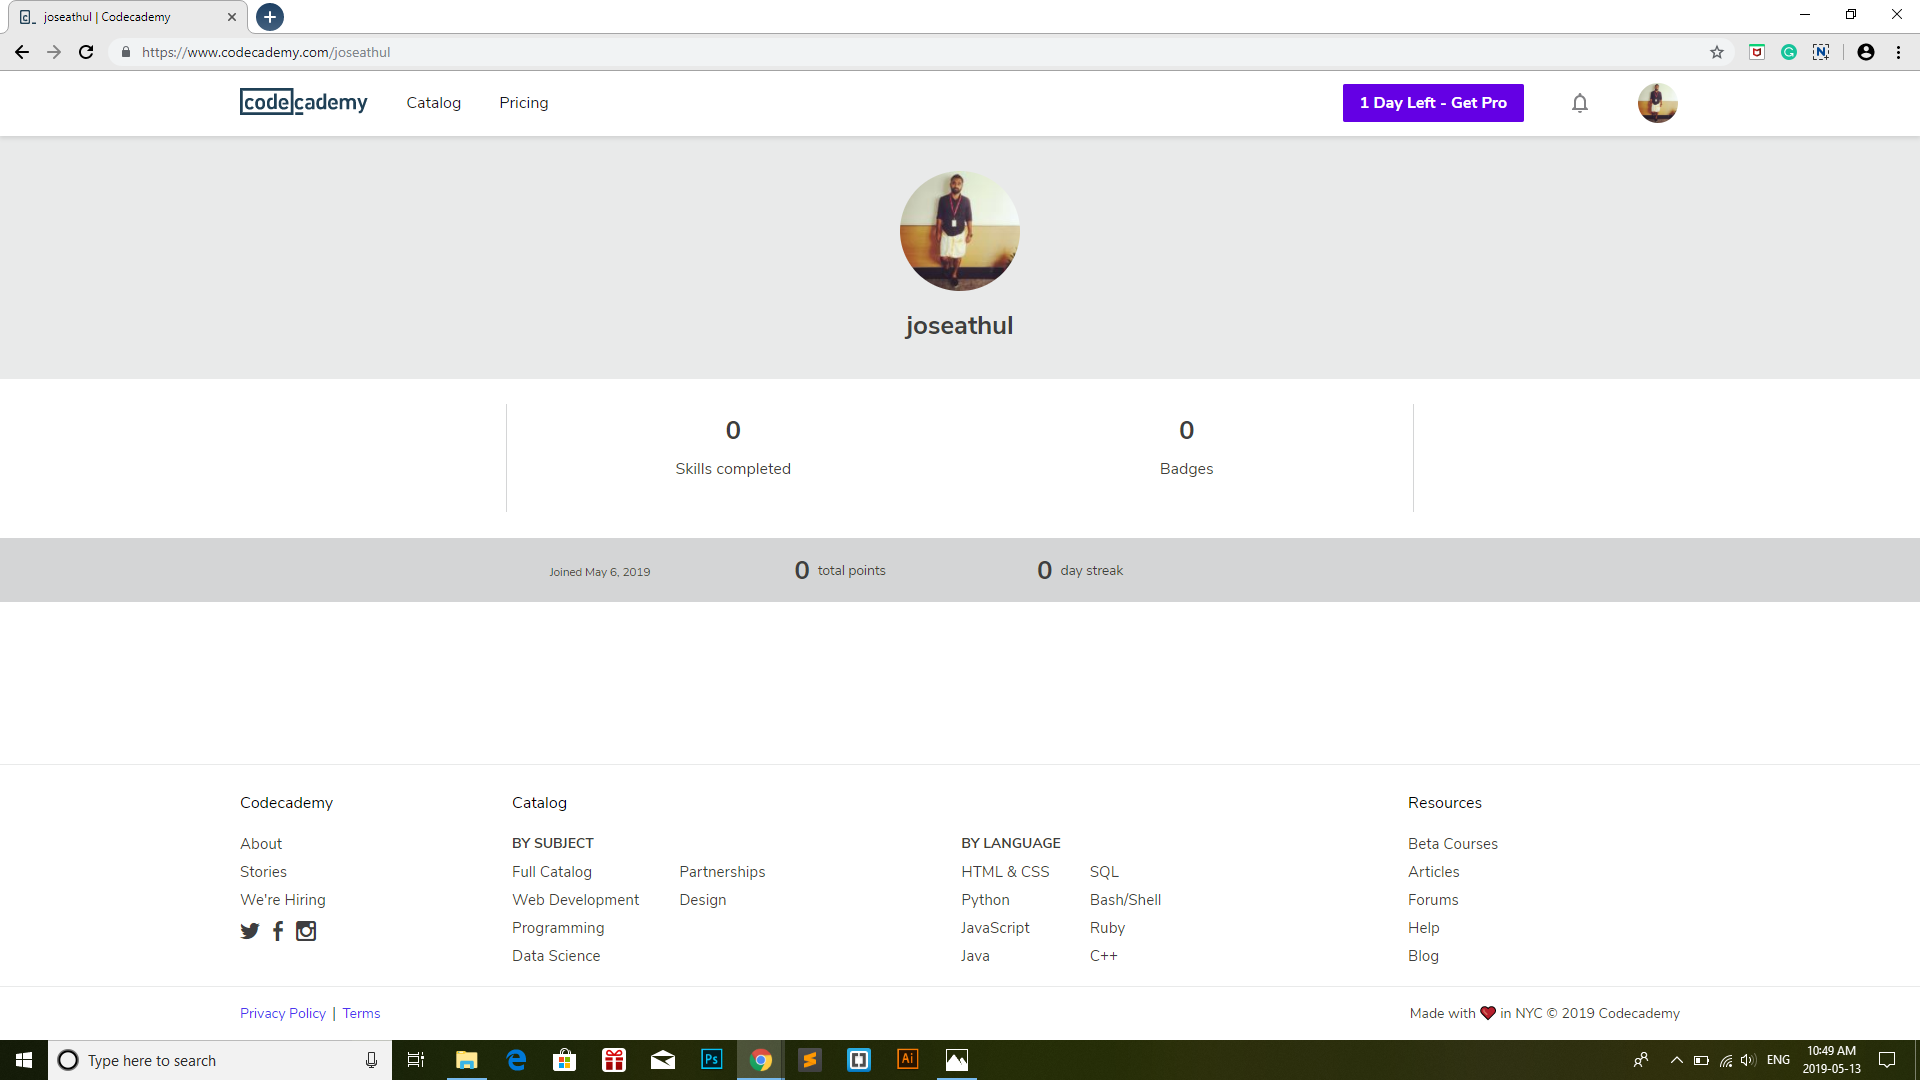 joseathul | Codecademy
https://www.codecademy.com/joseathul
codecademy Catalog Pricing 1 Day Left - Get Pro
joseathul
0 0
Skills completed Badges
Joined May 6, 2019 0 total points 0 day streak
Codecademy Catalog Resources
About BY SUBJECT BY LANGUAGE Beta Courses
Stories Full Catalog Partnerships HTML & CSS SQL Articles
We're Hiring Web Development Design Python Bash/Shell Forums
Programming JavaScript Ruby Help
Data Science Java C++ Blog
Privacy Policy | Terms Made with ❤ in NYC © 2019 Codecademy
Type here to search Ps Ai ENG 10:49 AM
2019-05-13